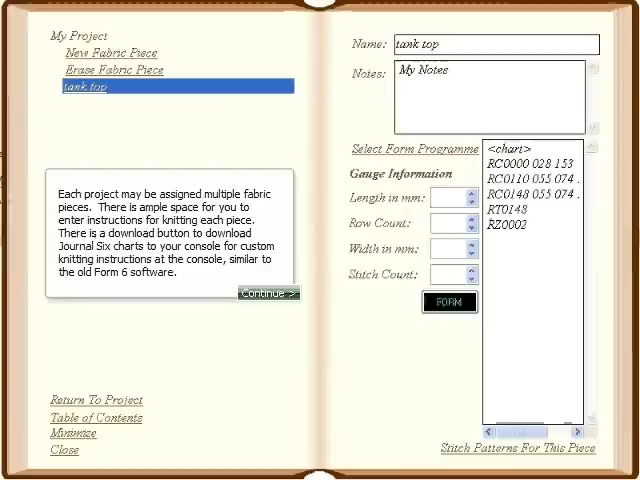 My Project
New Fabric Piece
Erase Fabric Piece
tank top
Each project may be assigned multiple fabric
pieces. There is ample space for you to
enter instructions for knitting each piece.
There is a download button to download
Journal Six charts to your console for custom
knitting instructions at the console, similar to
the old Form 6 software.
Continue >
Return To Project
Table of Contents
Minimize
Close
Name: tank top
Notes: My Notes
Select Form Programme
Gauge Information
Length in mm:
Row Count:
Width in mm:
Stitch Count:
FORM
<chart>
RC0000 028 153
RC0110 055 074 .
RC0148 055 074 .
RT0148
RZ0002
Stitch Patterns For This Piece